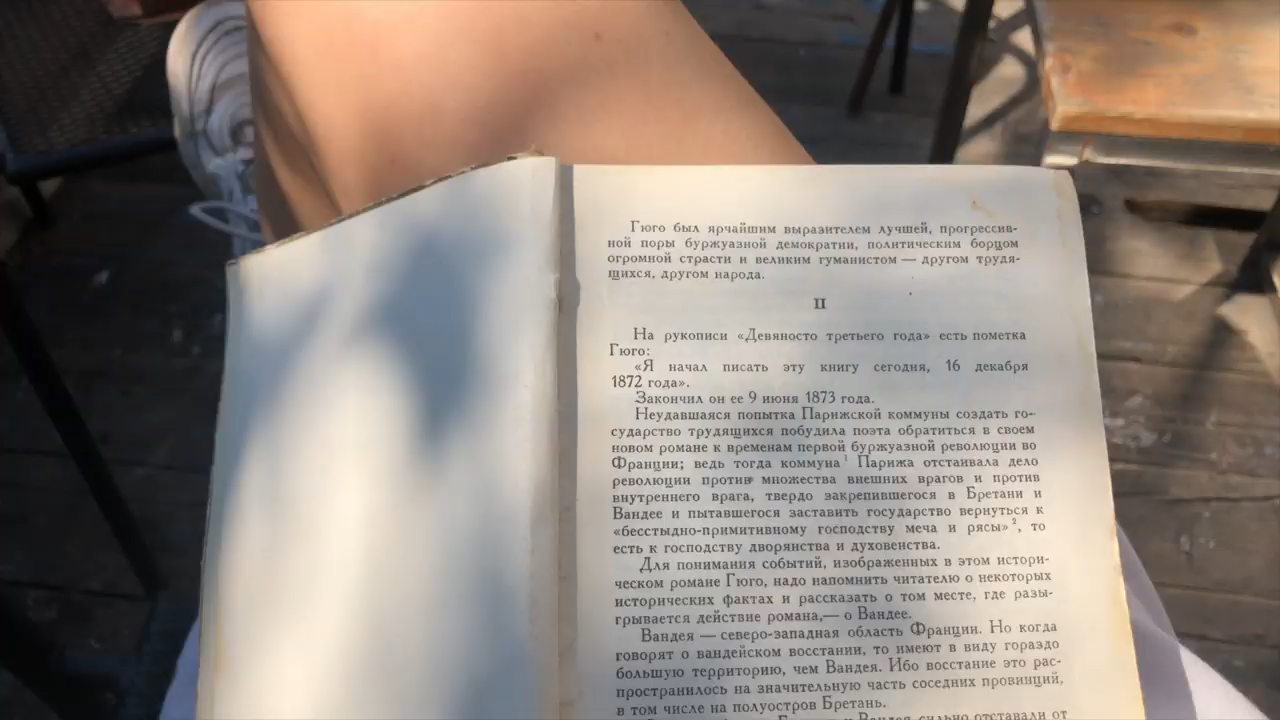 Гюго был ярчайшим выразителем лучшей, прогрессив-
ной поры буржуазной демократии, политическим борцом
огромной страсти и великим гуманистом — другом трудя-
щихся, другом народа.
II
На рукописи «Девяносто третьего года» есть пометка
Гюго:
«Я начал писать эту книгу сегодня, 16 декабря
1872 года».
Закончил он ее 9 июня 1873 года.
Неудавшаяся попытка Парижской коммуны создать го-
сударство трудящихся побудила поэта обратиться в своем
новом романе к временам первой буржуазной революции во
Франции; ведь тогда коммуна¹ Парижа отстаивала дело
революции против множества внешних врагов и против
внутреннего врага, твердо закрепившегося в Бретани и
Вандее и пытавшегося заставить государство вернуться к
«бесстыдно-примитивному господству меча и рясы»², то
есть к господству дворянства и духовенства.
Для понимания событий, изображенных в этом истори-
ческом романе Гюго, надо напомнить читателю о некоторых
исторических фактах и рассказать о том месте, где разы-
грывается действие романа,— о Вандее.
Вандея — северо-западная область Франции. Но когда
говорят о вандейском восстании, то имеют в виду гораздо
большую территорию, чем Вандея. Ибо восстание это рас-
пространилось на значительную часть соседних провинций,
в том числе на полуостров Бретань.
и Вандея сильно отставали от